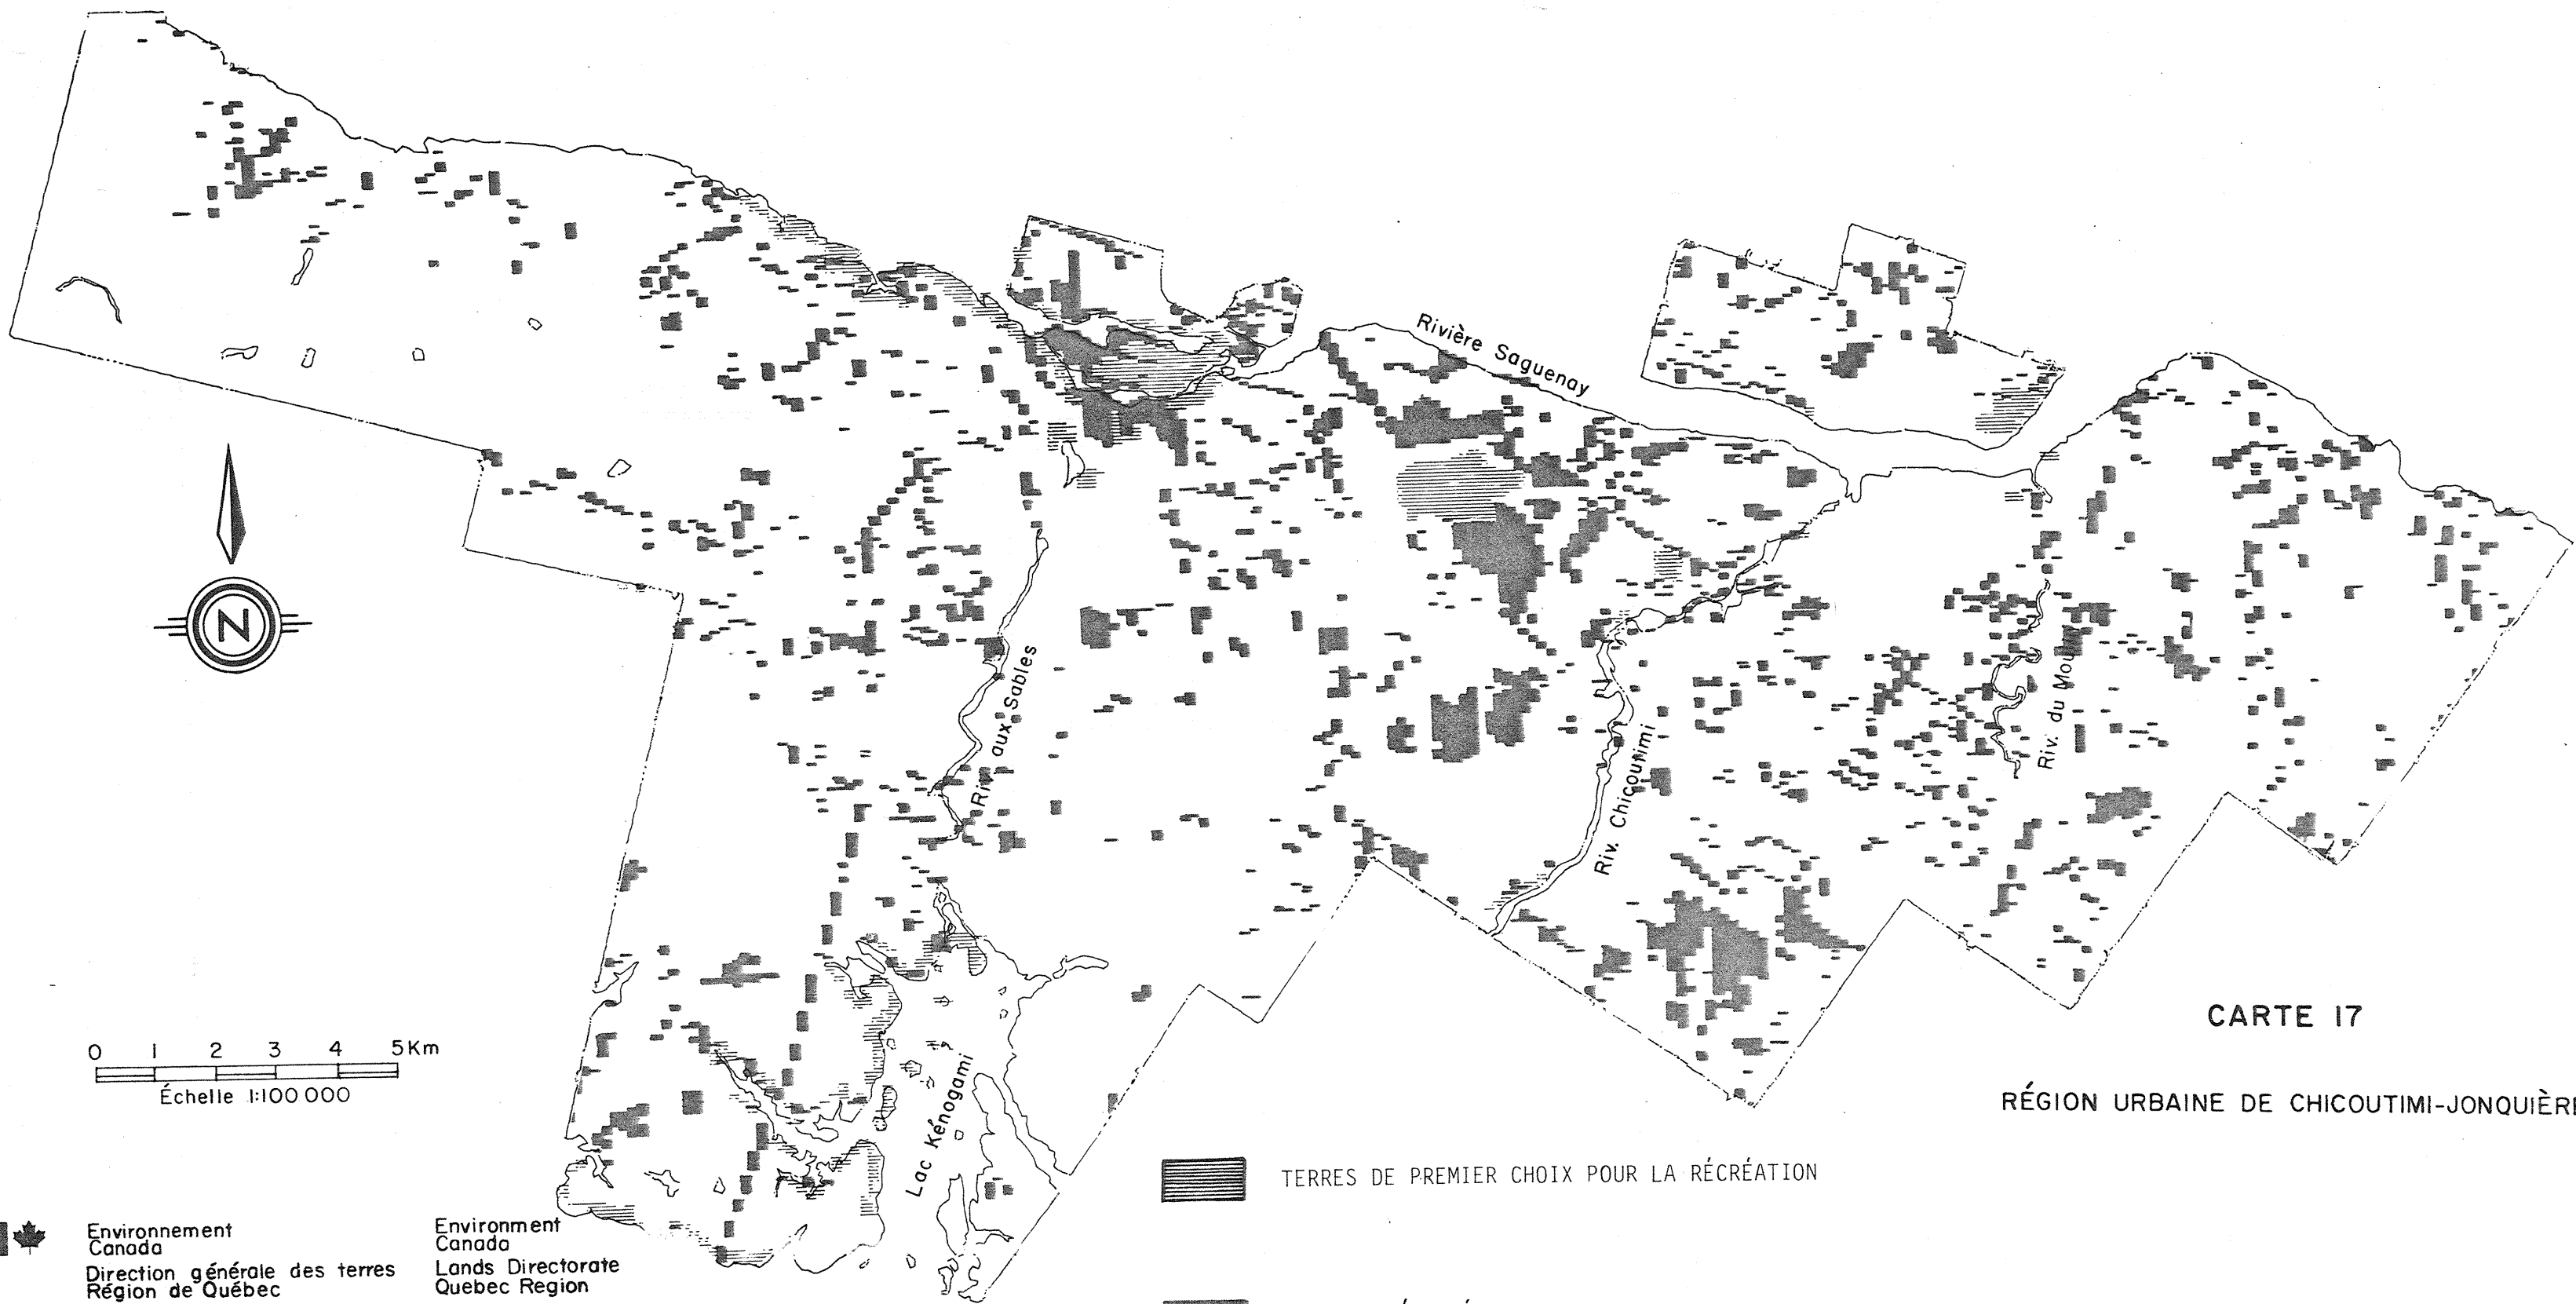 Rivière Saguenay
Riv. aux Sables
Riv. Chicoutimi
Riv. du Moulin
Lac Kénogami
N
0 1 2 3 4 5 Km
Échelle 1:100 000
CARTE 17
RÉGION URBAINE DE CHICOUTIMI-JONQUIÈRE
TERRES DE PREMIER CHOIX POUR LA RÉCRÉATION
Environnement
Canada
Direction générale des terres
Région de Québec
Environment
Canada
Lands Directorate
Quebec Region